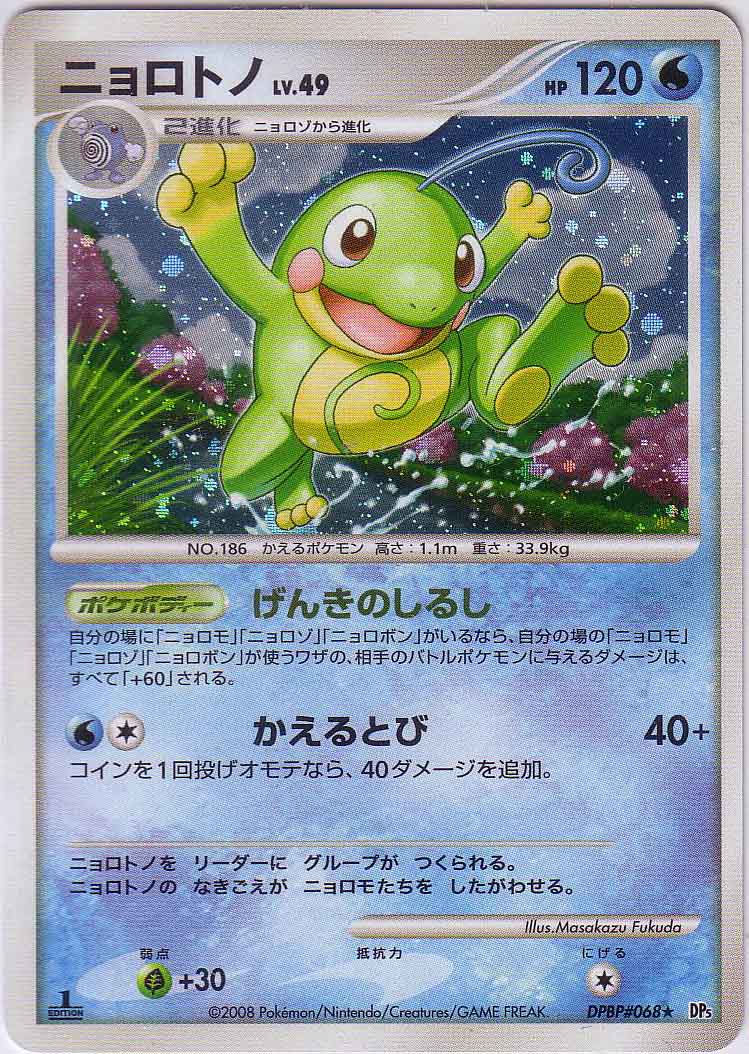 ニョロトノ LV.49 HP 120
2進化 ニョロゾから進化
NO.186 かえるポケモン 高さ:1.1m 重さ:33.9kg
ポケボディー げんきのしるし
自分の場に「ニョロモ」「ニョロゾ」「ニョロボン」がいるなら、自分の場の「ニョロモ」
「ニョロゾ」「ニョロボン」が使うワザの、相手のバトルポケモンに与えるダメージは、
すべて「+60」される。
かえるとび 40+
コインを1回投げオモテなら、40ダメージを追加。
ニョロトノを リーダーに グループが つくられる。
ニョロトノの なきごえが ニョロモたちを したがわせる。
Illus.Masakazu Fukuda
弱点 抵抗力 にげる
+30
1 EDITION ©2008 Pokémon/Nintendo/Creatures/GAME FREAK. DPBP#068★ DP5